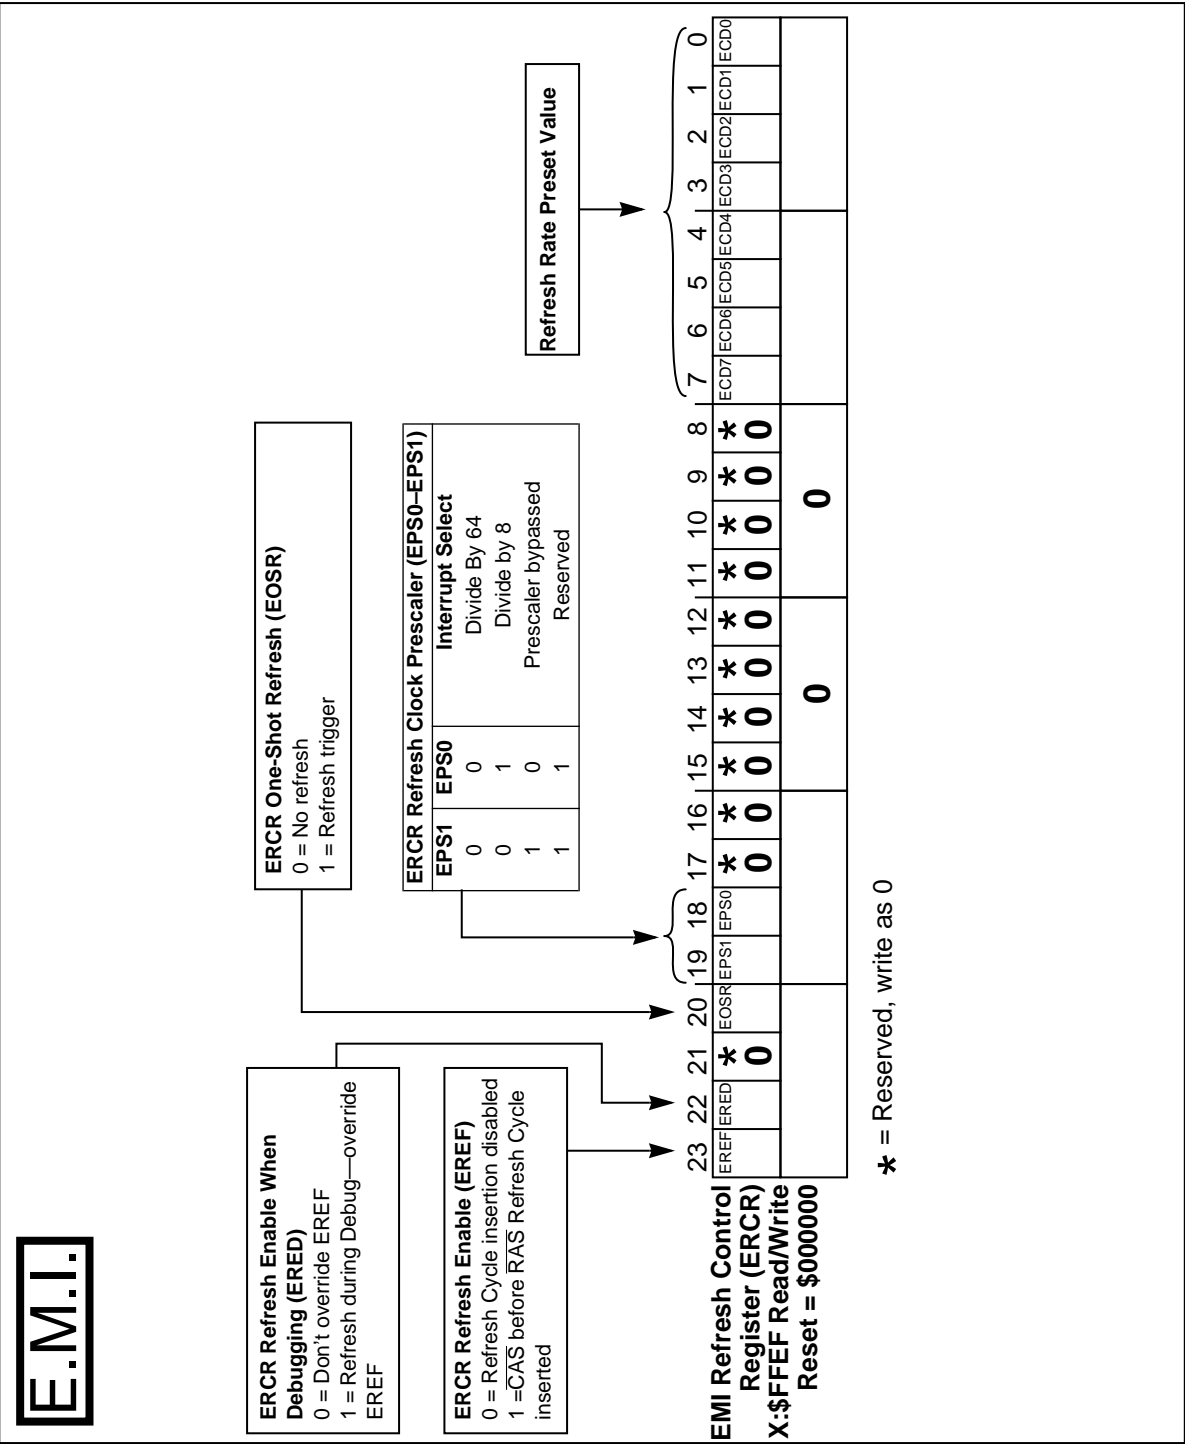 E.M.I.
ERCR Refresh Enable When
Debugging (ERED)
0 = Don't override EREF
1 = Refresh during Debug—override
EREF
ERCR Refresh Enable (EREF)
0 = Refresh Cycle insertion disabled
1 =CAS before RAS Refresh Cycle
inserted
ERCR One-Shot Refresh (EOSR)
0 = No refresh
1 = Refresh trigger
ERCR Refresh Clock Prescaler (EPS0–EPS1)
EPS1 EPS0 Interrupt Select
0 0 Divide By 64
0 1 Divide by 8
1 0 Prescaler bypassed
1 1 Reserved
Refresh Rate Preset Value
23 22 21 20 19 18 17 16 15 14 13 12 11 10 9 8 7 6 5 4 3 2 1 0
EREF ERED * EOSR EPS1 EPS0 * * * * * * * * * * ECD7 ECD6 ECD5 ECD4 ECD3 ECD2 ECD1 ECD0
0 0 0 0 0 0 0 0 0 0 0
0 0
EMI Refresh Control
Register (ERCR)
X:$FFEF Read/Write
Reset = $000000
* = Reserved, write as 0